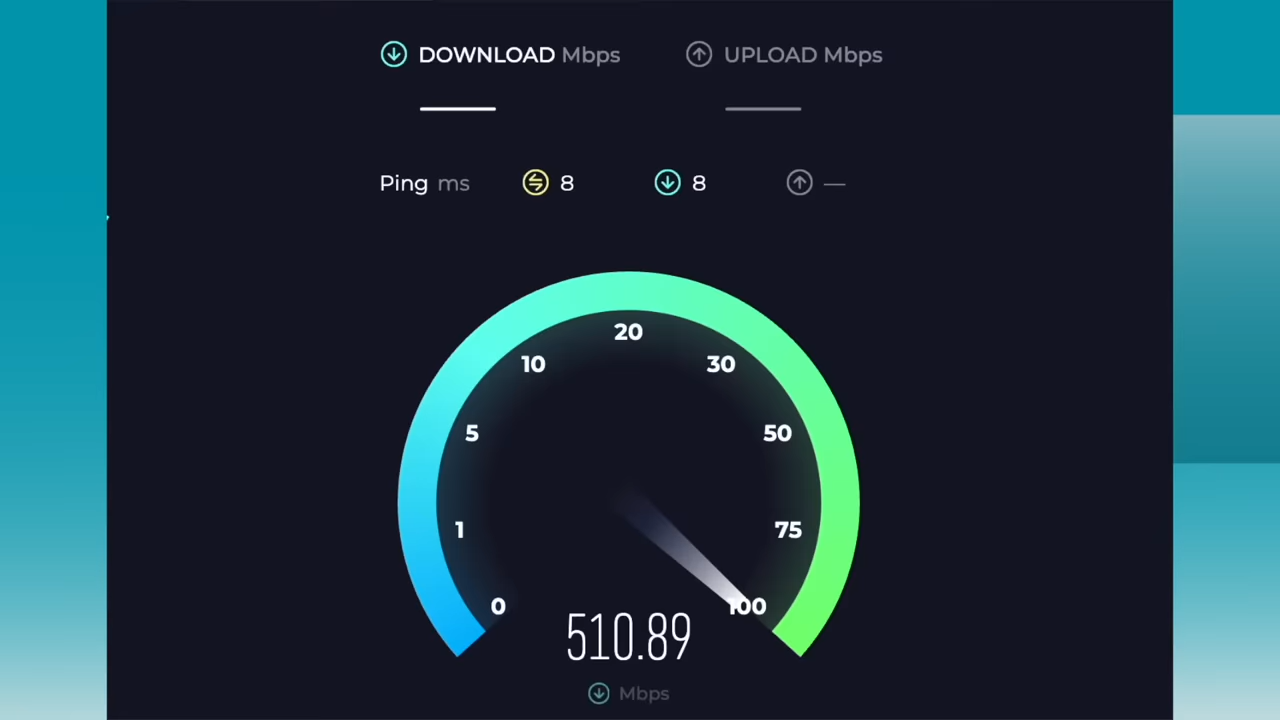 DOWNLOAD Mbps
UPLOAD Mbps
Ping ms 8 8 —
20
10
30
5
50
1
75
0
100
510.89
Mbps